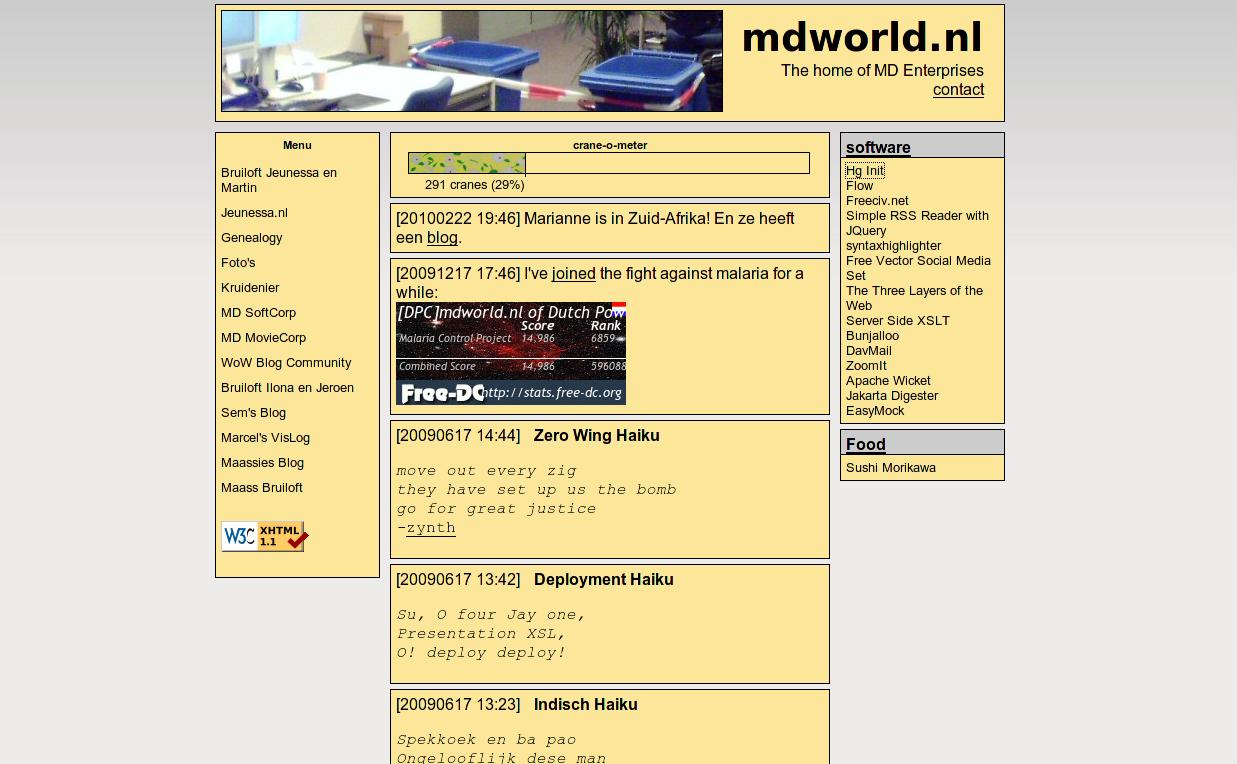 mdworld.nl
The home of MD Enterprises
contact
Menu
Bruiloft Jeunessa en
Martin
Jeunessa.nl
Genealogy
Foto's
Kruidenier
MD SoftCorp
MD MovieCorp
WoW Blog Community
Bruiloft Ilona en Jeroen
Sem's Blog
Marcel's VisLog
Maassies Blog
Maass Bruiloft
W3C XHTML
1.1
crane-o-meter
291 cranes (29%)
[20100222 19:46] Marianne is in Zuid-Afrika! En ze heeft
een blog.
[20091217 17:46] I've joined the fight against malaria for a
while:
[DPC]mdworld.nl of Dutch Pow
Score Rank
Malaria Control Project 14,986 6859
Combined Score 14,986 596088
Free-DC http://stats.free-dc.org
[20090617 14:44] Zero Wing Haiku
move out every zig
they have set up us the bomb
go for great justice
-zynth
[20090617 13:42] Deployment Haiku
Su, O four Jay one,
Presentation XSL,
O! deploy deploy!
[20090617 13:23] Indisch Haiku
Spekkoek en ba pao
Ongelooflijk dese man
software
Hg Init
Flow
Freeciv.net
Simple RSS Reader with
JQuery
syntaxhighlighter
Free Vector Social Media
Set
The Three Layers of the
Web
Server Side XSLT
Bunjalloo
DavMail
ZoomIt
Apache Wicket
Jakarta Digester
EasyMock
Food
Sushi Morikawa